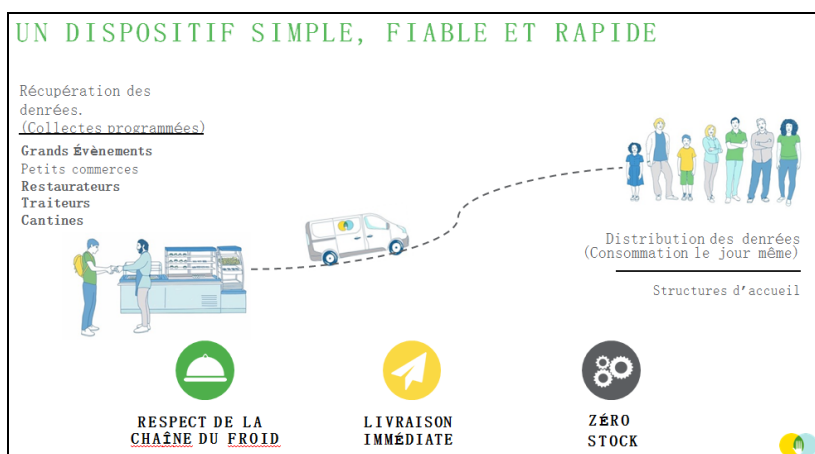 UN DISPOSITIF SIMPLE, FIABLE ET RAPIDE
Récupération des
denrées.
(Collectes programmées)
Grands Évènements
Petits commerces
Restaurateurs
Traiteurs
Cantines
Distribution des denrées
(Consommation le jour même)
Structures d’accueil
RESPECT DE LA
CHAÎNE DU FROID
LIVRAISON
IMMÉDIATE
ZÉRO
STOCK